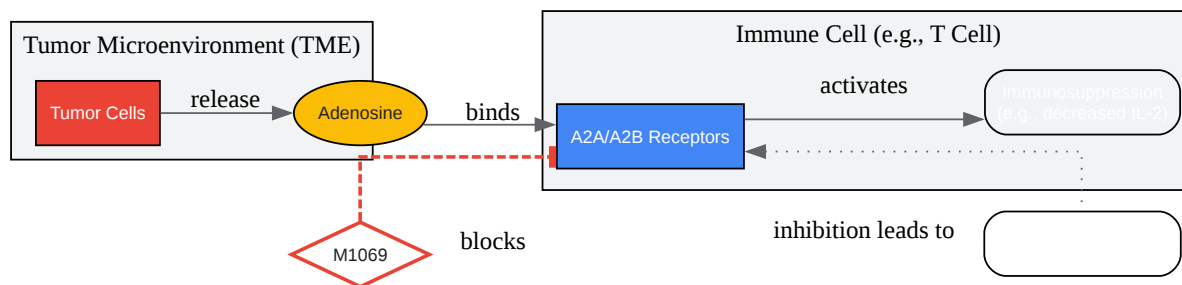 Tumor Microenvironment (TME)
Immune Cell (e.g., T Cell)
Tumor Cells
release
Adenosine
binds
A2A/A2B Receptors
activates
Immunosuppression
(e.g., decreased IL-2)
M1069
blocks
inhibition leads to